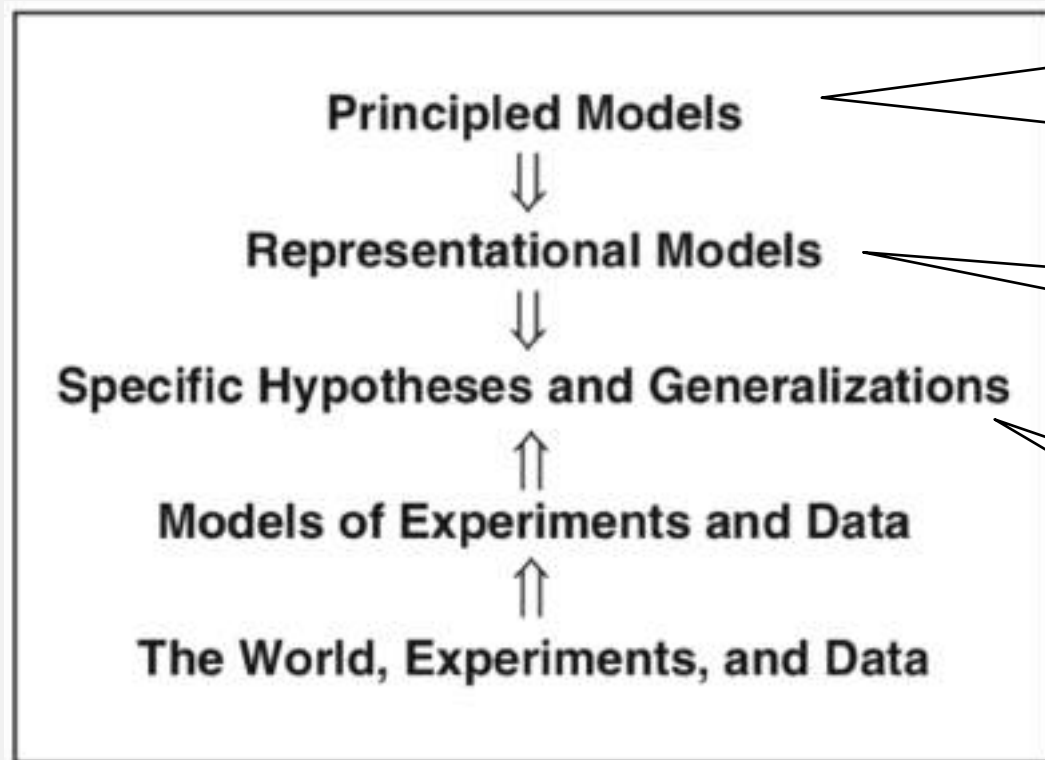 Principled Models
⇓
Representational Models
⇓
Specific Hypotheses and Generalizations
⇑
Models of Experiments and Data
⇑
The World, Experiments, and Data